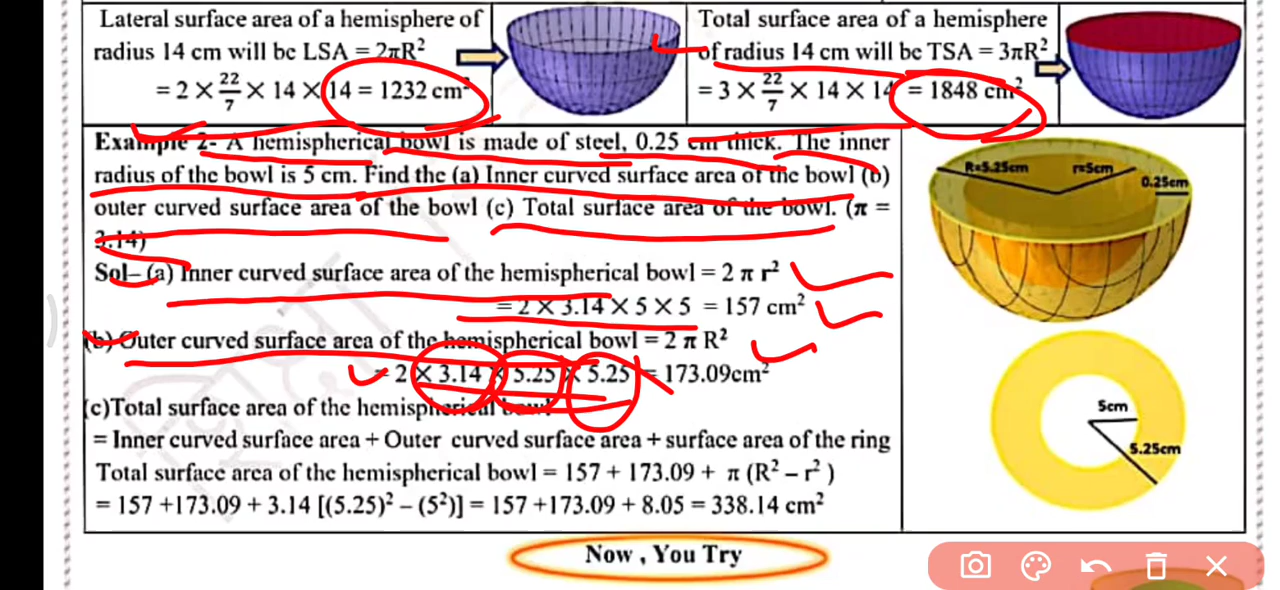 Lateral surface area of a hemisphere of
radius 14 cm will be LSA = 2πR²
= 2 × 22/7 × 14 × 14 = 1232 cm²
Total surface area of a hemisphere
of radius 14 cm will be TSA = 3πR²
= 3 × 22/7 × 14 × 14 = 1848 cm²
Example 2- A hemispherical bowl is made of steel, 0.25 cm thick. The inner
radius of the bowl is 5 cm. Find the (a) Inner curved surface area of the bowl (b)
outer curved surface area of the bowl (c) Total surface area of the bowl. (π =
3.14)
Sol– (a) Inner curved surface area of the hemispherical bowl = 2 π r²
= 2 × 3.14 × 5 × 5 = 157 cm²
(b) Outer curved surface area of the hemispherical bowl = 2 π R²
= 2 × 3.14 × 5.25 × 5.25 = 173.09cm²
(c)Total surface area of the hemispherical bowl
= Inner curved surface area + Outer curved surface area + surface area of the ring
Total surface area of the hemispherical bowl = 157 + 173.09 + π (R² – r² )
= 157 +173.09 + 3.14 [(5.25)² – (5²)] = 157 +173.09 + 8.05 = 338.14 cm²
R=5.25cm
r=5cm
0.25cm
5cm
5.25cm
Now , You Try